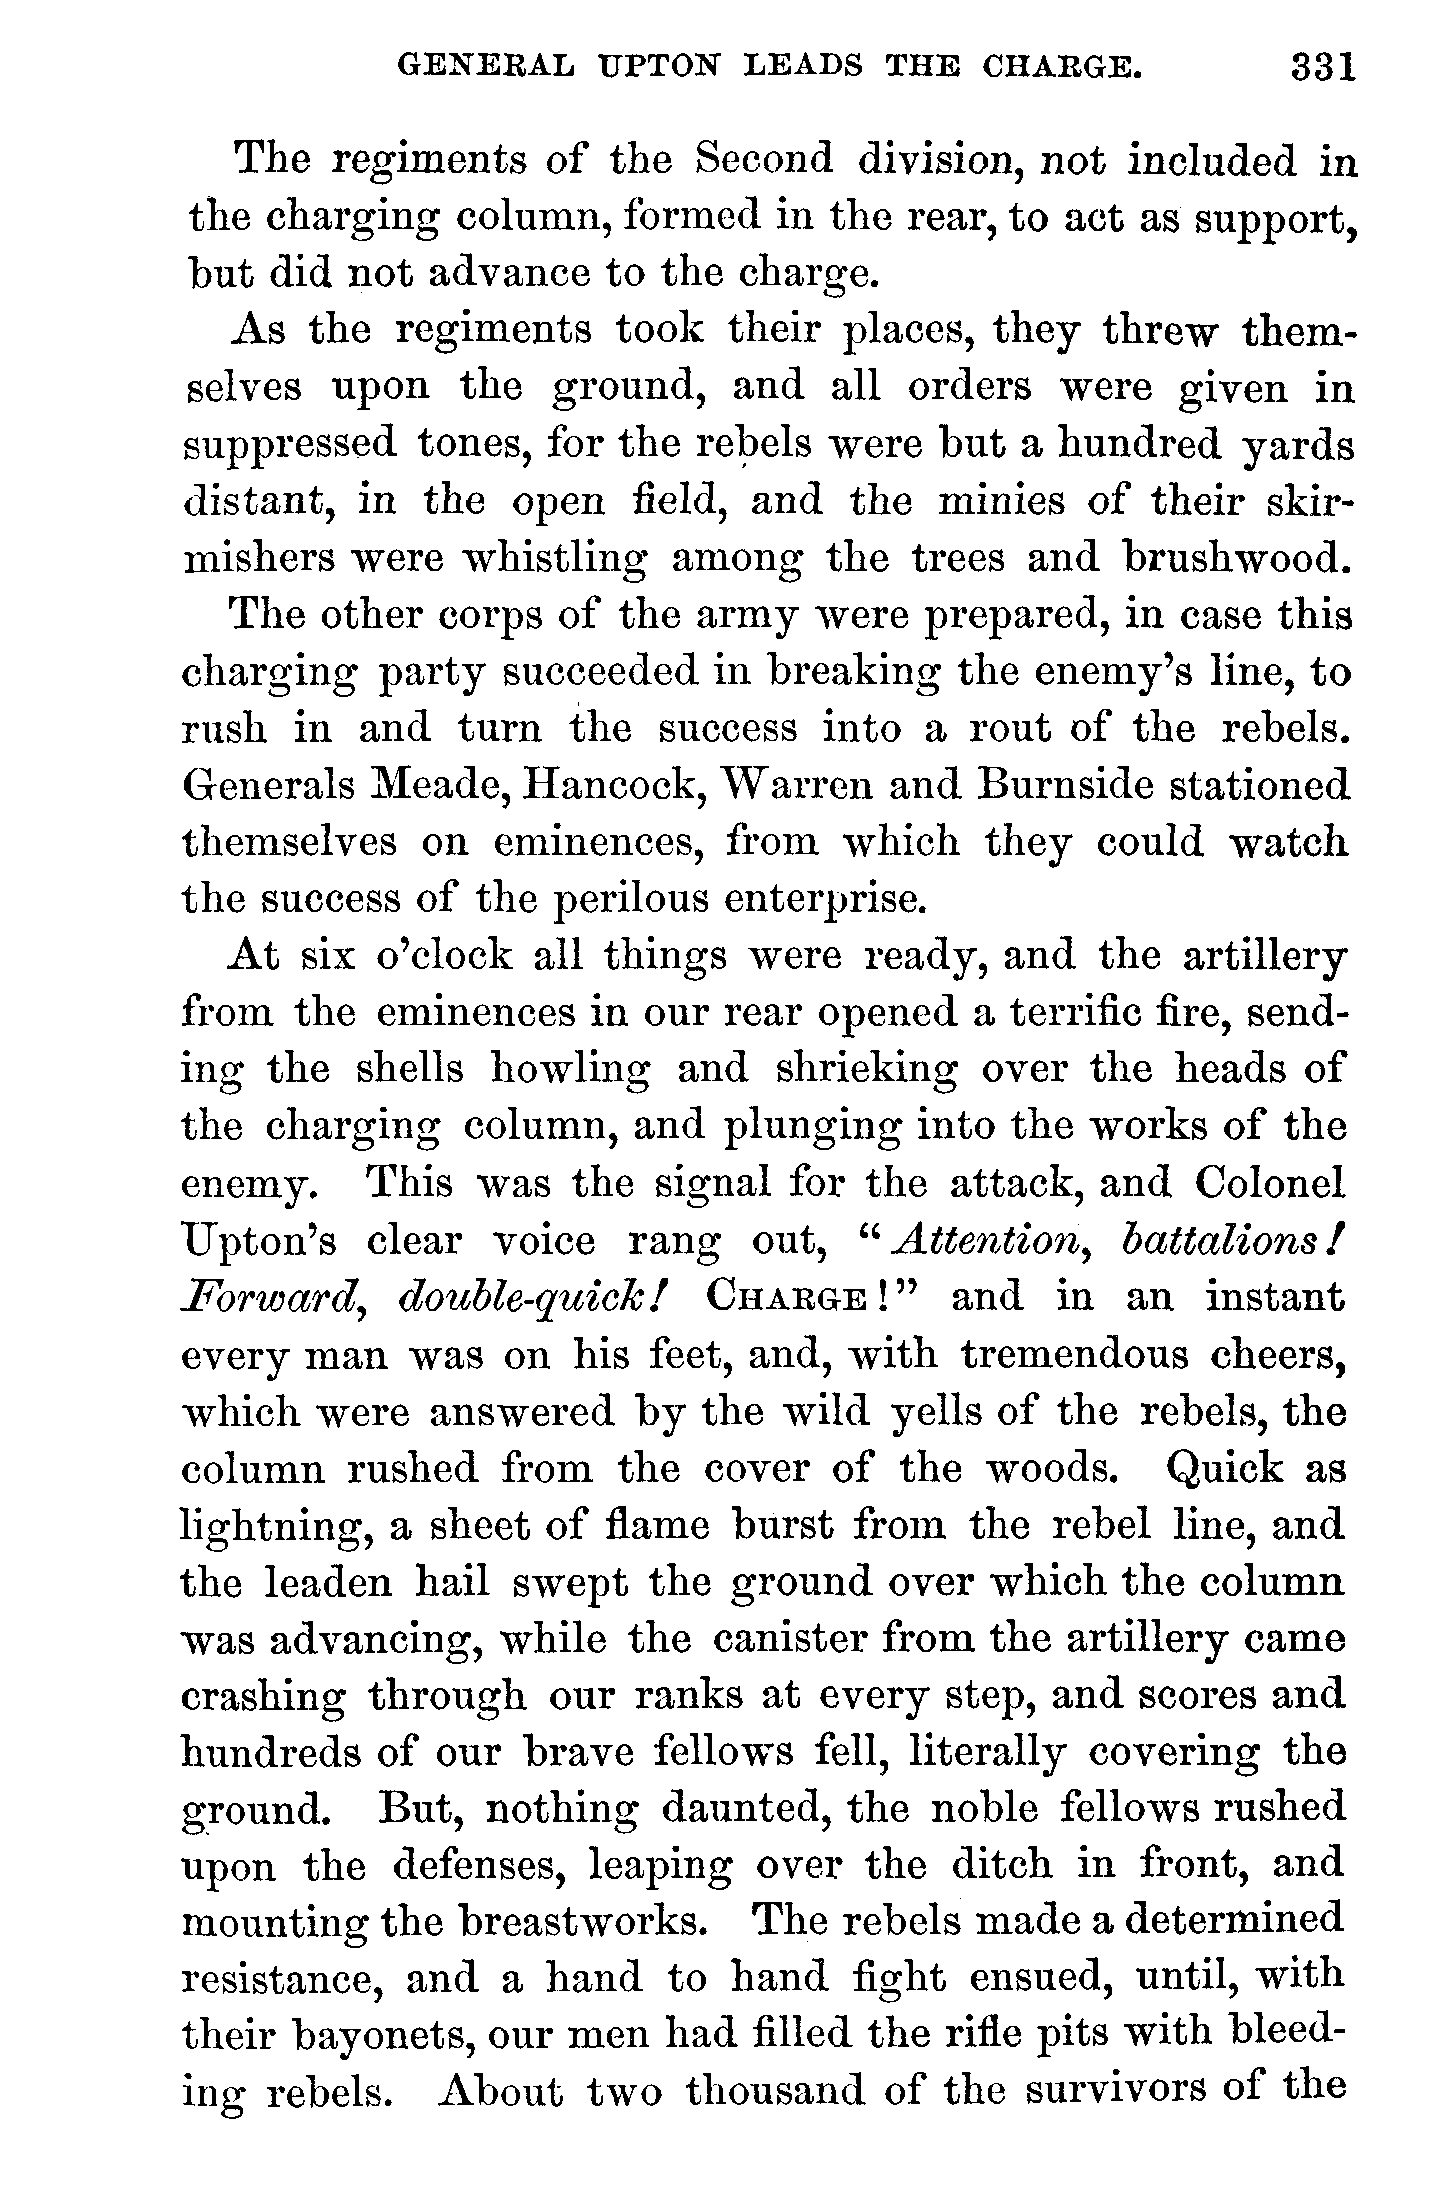 GENERAL UPTON LEADS THE CHARGE. 331
The regiments of the Second division, not included in
the charging column, formed in the rear, to act as support,
but did not advance to the charge.
As the regiments took their places, they threw them-
selves upon the ground, and all orders were given in
suppressed tones, for the rebels were but a hundred yards
distant, in the open field, and the minies of their skir-
mishers were whistling among the trees and brushwood.
The other corps of the army were prepared, in case this
charging party succeeded in breaking the enemy's line, to
rush in and turn the success into a rout of the rebels.
Generals Meade, Hancock, Warren and Burnside stationed
themselves on eminences, from which they could watch
the success of the perilous enterprise.
At six o'clock all things were ready, and the artillery
from the eminences in our rear opened a terrific fire, send-
ing the shells howling and shrieking over the heads of
the charging column, and plunging into the works of the
enemy. This was the signal for the attack, and Colonel
Upton's clear voice rang out, "Attention, battalions!
Forward, double-quick! CHARGE!" and in an instant
every man was on his feet, and, with tremendous cheers,
which were answered by the wild yells of the rebels, the
column rushed from the cover of the woods. Quick as
lightning, a sheet of flame burst from the rebel line, and
the leaden hail swept the ground over which the column
was advancing, while the canister from the artillery came
crashing through our ranks at every step, and scores and
hundreds of our brave fellows fell, literally covering the
ground. But, nothing daunted, the noble fellows rushed
upon the defenses, leaping over the ditch in front, and
mounting the breastworks. The rebels made a determined
resistance, and a hand to hand fight ensued, until, with
their bayonets, our men had filled the rifle pits with bleed-
ing rebels. About two thousand of the survivors of the